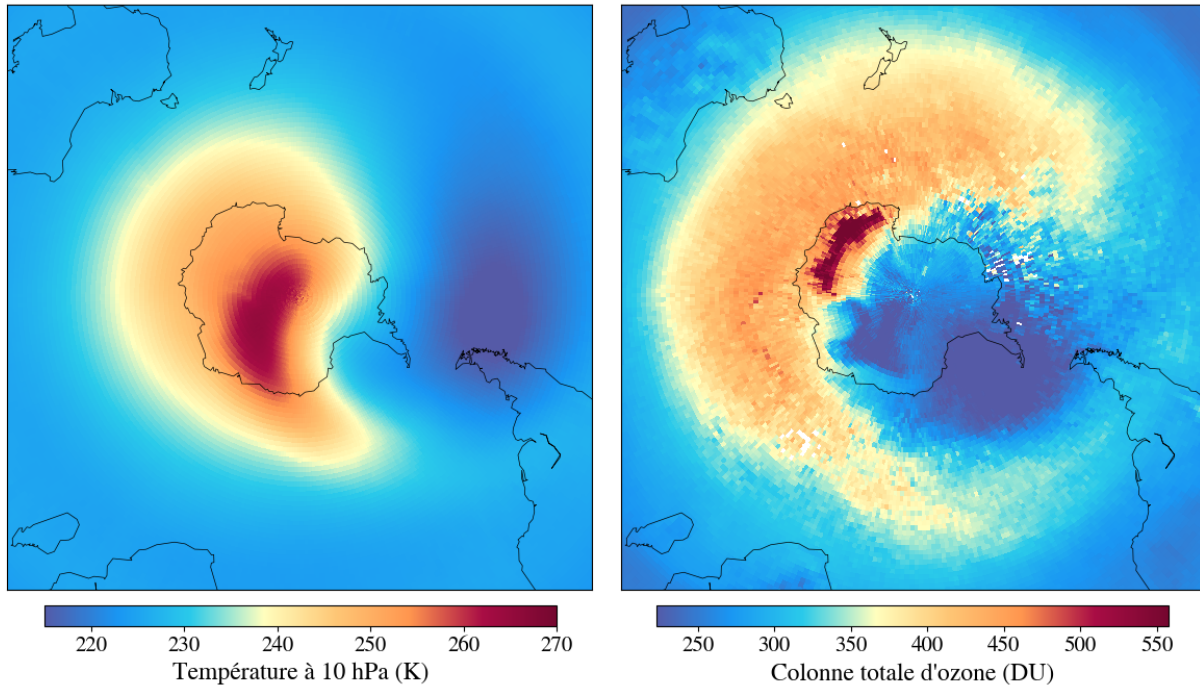 220 230 240 250 260 270
Température à 10 hPa (K)
250 300 350 400 450 500 550
Colonne totale d'ozone (DU)